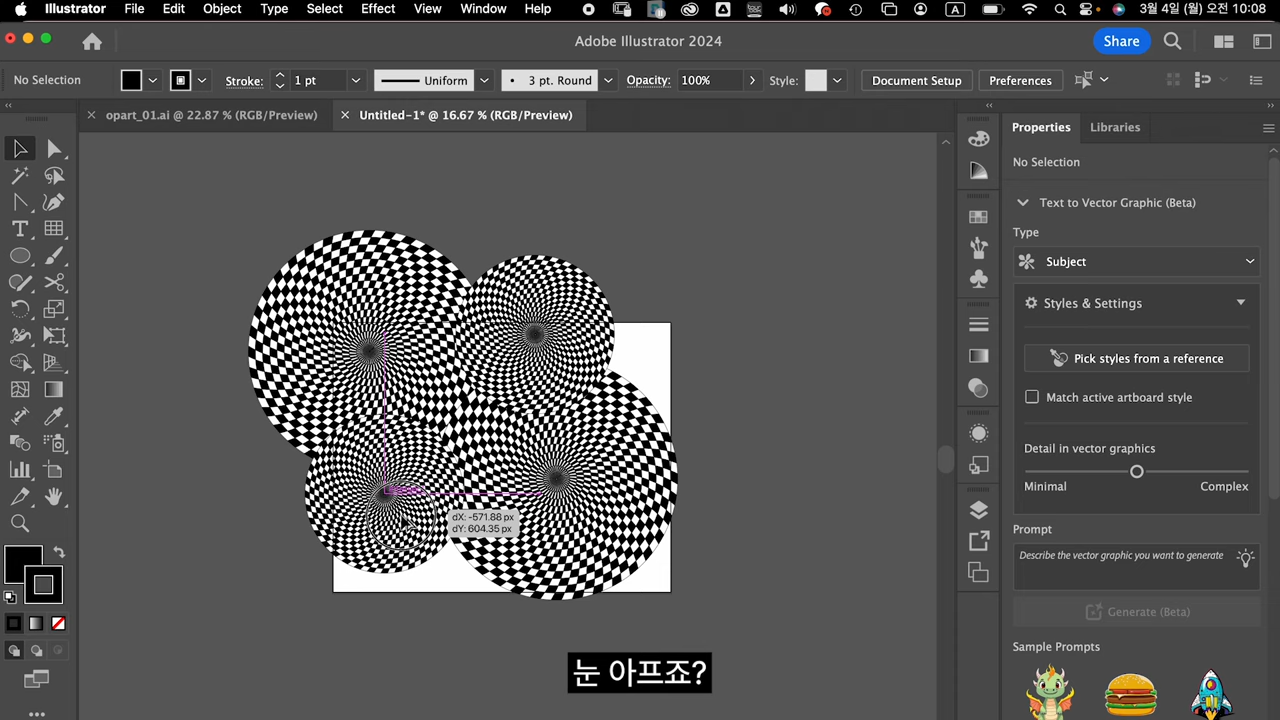 Illustrator File Edit Object Type Select Effect View Window Help A 3월 4일(월) 오전 10:08
Adobe Illustrator 2024 Share
No Selection Stroke: 1 pt Uniform 3 pt. Round Opacity: 100% Style: Document Setup Preferences
opart_01.ai @ 22.87 % (RGB/Preview) Untitled-1* @ 16.67 % (RGB/Preview)
Properties Libraries
No Selection
Text to Vector Graphic (Beta)
Type
Subject
Styles & Settings
Pick styles from a reference
Match active artboard style
Detail in vector graphics
Minimal Complex
dX: -571.88 px
dY: 604.35 px
Prompt
Describe the vector graphic you want to generate
Generate (Beta)
Sample Prompts
눈 아프죠?